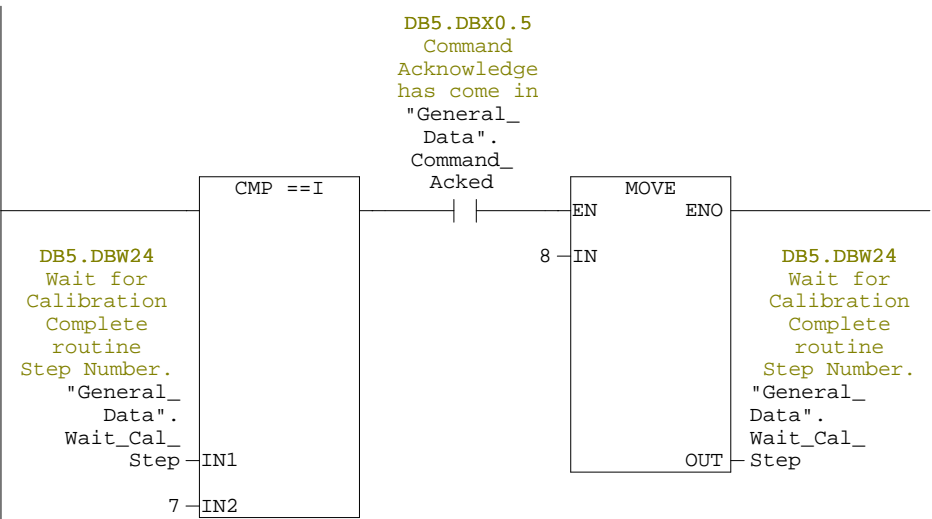 DB5.DBX0.5
Command
Acknowledge
has come in
"General_
Data".
Command_
Acked
CMP ==I
MOVE
EN
ENO
DB5.DBW24
Wait for
Calibration
Complete
routine
Step Number.
"General_
Data".
Wait_Cal_
Step
IN1
7
IN2
8
IN
DB5.DBW24
Wait for
Calibration
Complete
routine
Step Number.
"General_
Data".
Wait_Cal_
OUT
Step